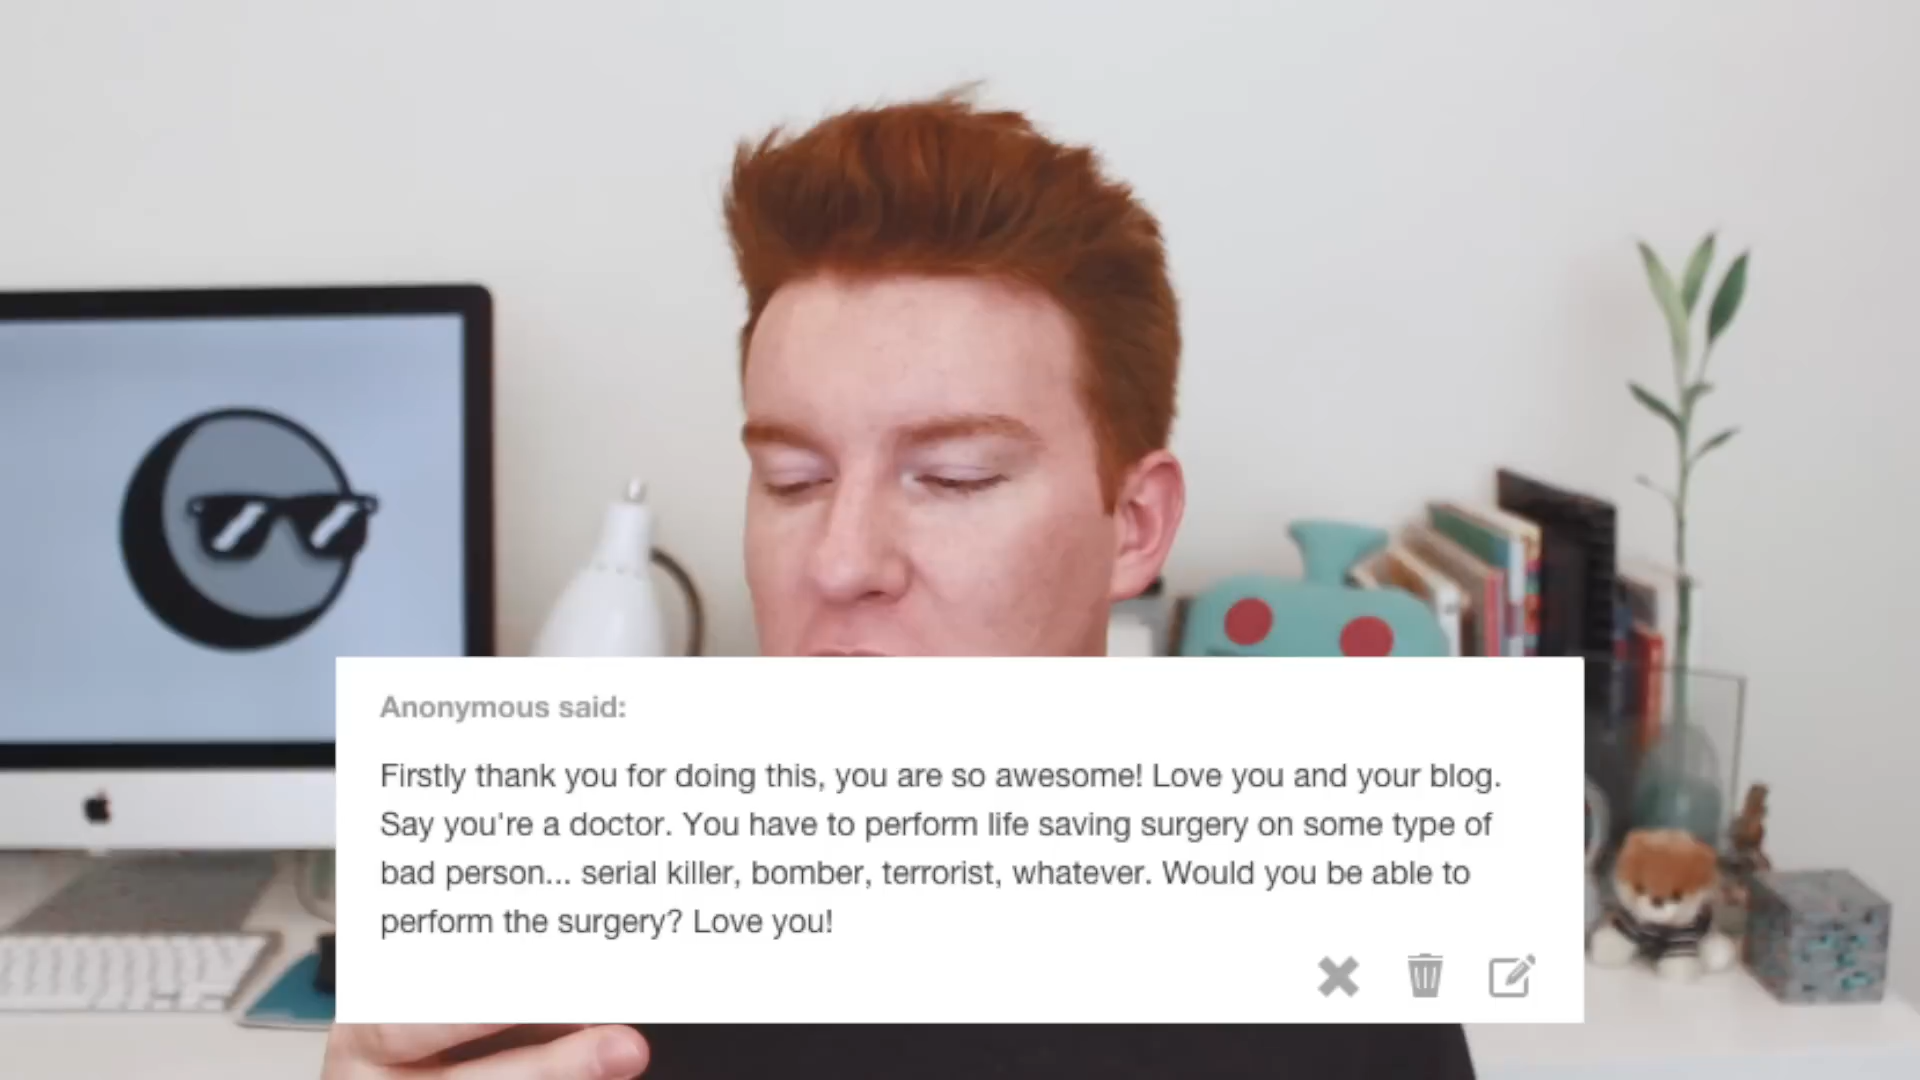 Anonymous said:
Firstly thank you for doing this, you are so awesome! Love you and your blog.
Say you're a doctor. You have to perform life saving surgery on some type of
bad person... serial killer, bomber, terrorist, whatever. Would you be able to
perform the surgery? Love you!